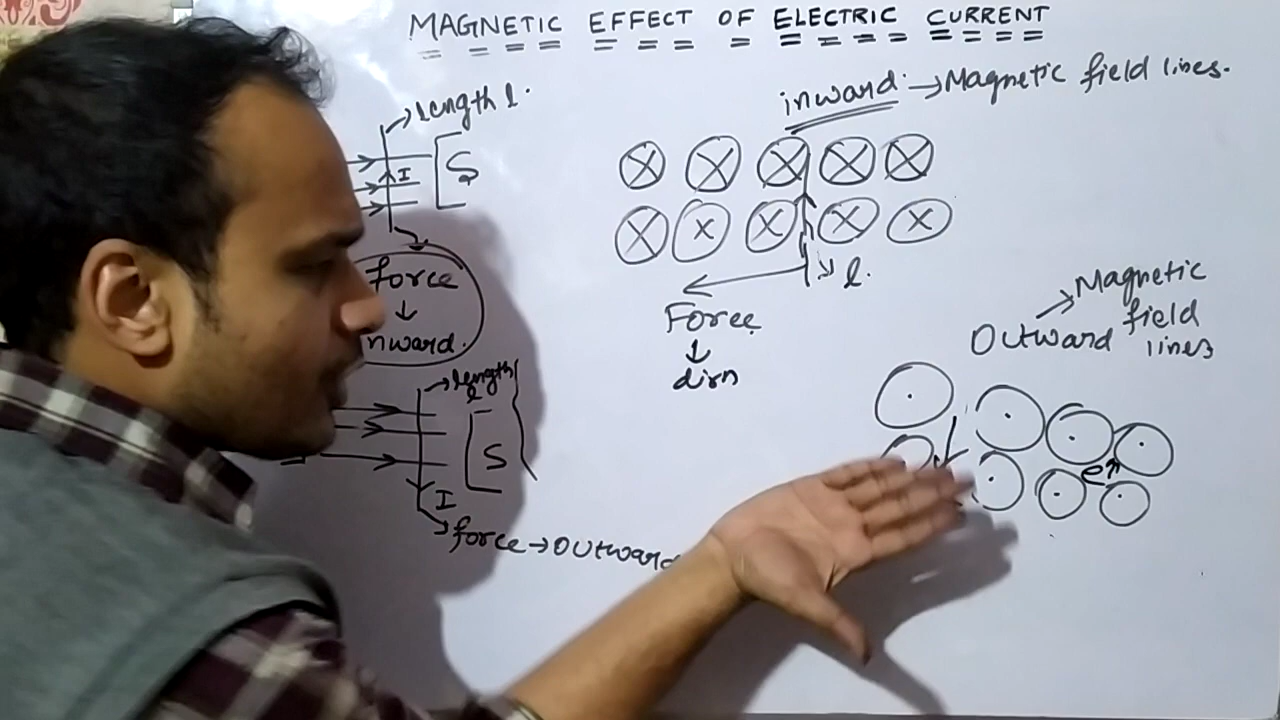 MAGNETIC EFFECT OF ELECTRIC CURRENT
length l.
I
S
force
↓
nward.
length
l
S
I
force → OUtward
inward. → Magnetic field lines.
l.
Force
↓
dirn
Magnetic
Outward field
lines
e